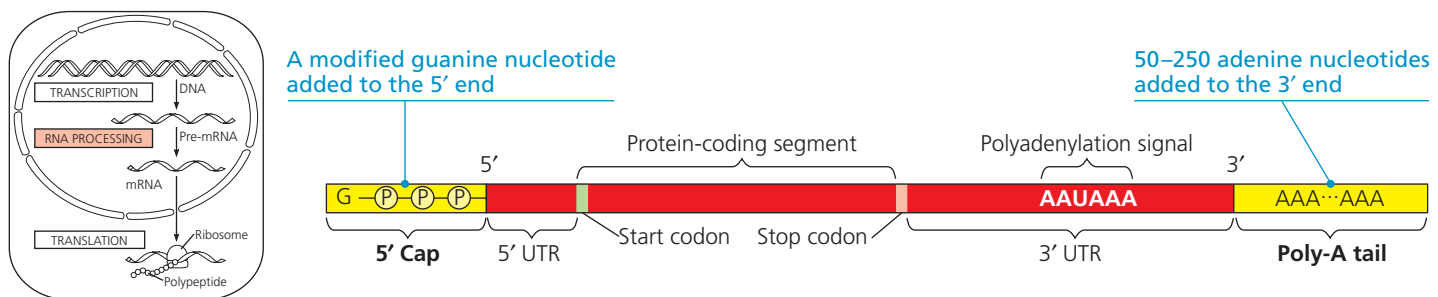 TRANSCRIPTION
DNA
RNA PROCESSING
Pre-mRNA
mRNA
TRANSLATION
Ribosome
Polypeptide
A modified guanine nucleotide
added to the 5′ end
50–250 adenine nucleotides
added to the 3′ end
Protein-coding segment
Polyadenylation signal
5′
3′
G P P P
AAUAAA
AAA···AAA
Start codon
Stop codon
5′ Cap
5′ UTR
3′ UTR
Poly-A tail